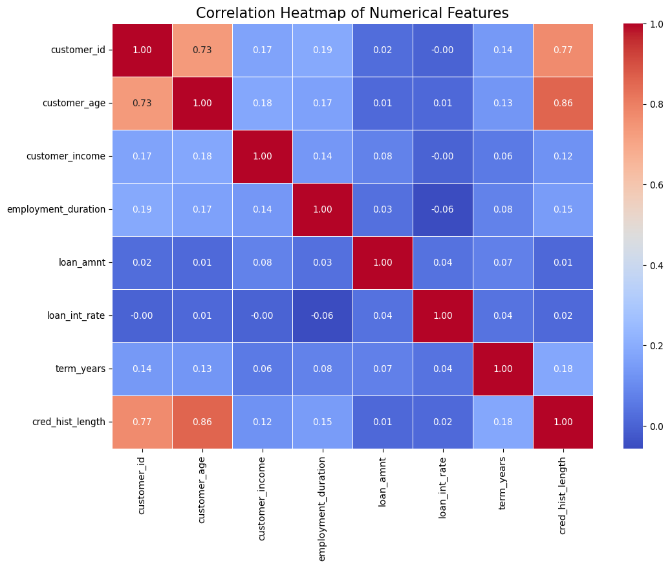 Correlation Heatmap of Numerical Features
customer_id 1.00 0.73 0.17 0.19 0.02 -0.00 0.14 0.77
customer_age 0.73 1.00 0.18 0.17 0.01 0.01 0.13 0.86
customer_income 0.17 0.18 1.00 0.14 0.08 -0.00 0.06 0.12
employment_duration 0.19 0.17 0.14 1.00 0.03 -0.06 0.08 0.15
loan_amnt 0.02 0.01 0.08 0.03 1.00 0.04 0.07 0.01
loan_int_rate -0.00 0.01 -0.00 -0.06 0.04 1.00 0.04 0.02
term_years 0.14 0.13 0.06 0.08 0.07 0.04 1.00 0.18
cred_hist_length 0.77 0.86 0.12 0.15 0.01 0.02 0.18 1.00
customer_id
customer_age
customer_income
employment_duration
loan_amnt
loan_int_rate
term_years
cred_hist_length
1.0
0.8
0.6
0.4
0.2
0.0